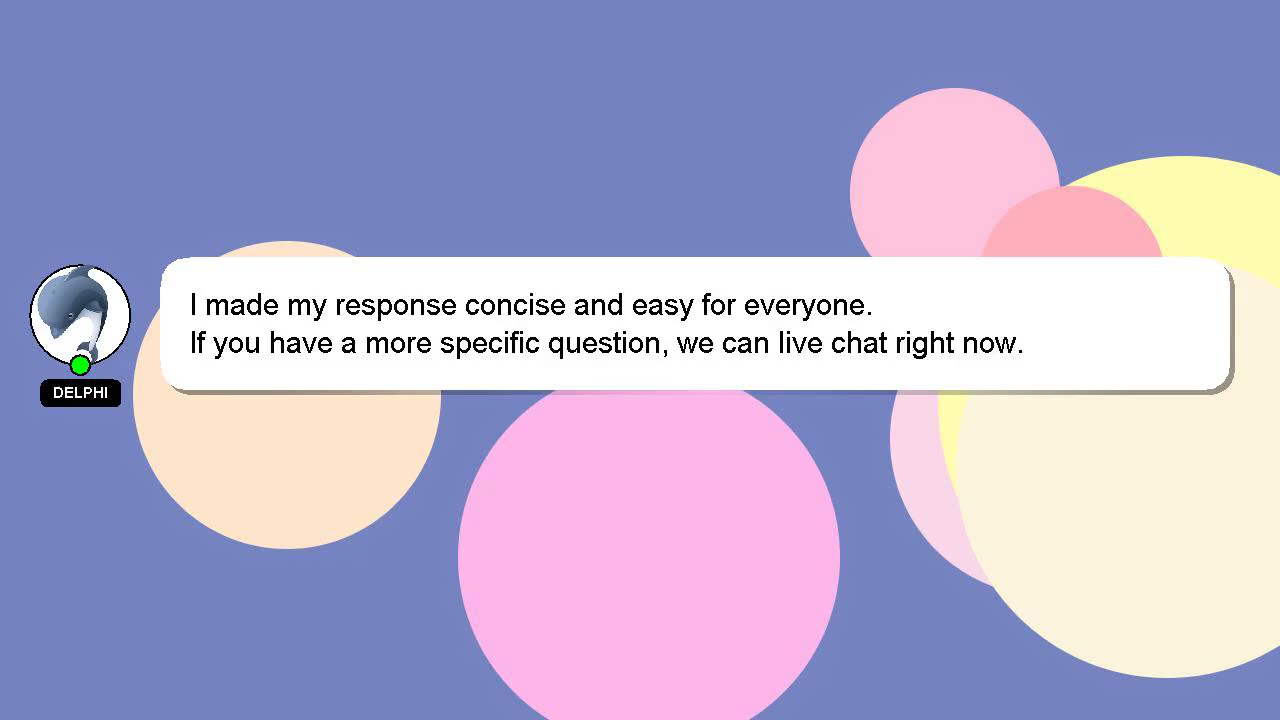 I made my response concise and easy for everyone.
If you have a more specific question, we can live chat right now.
DELPHI